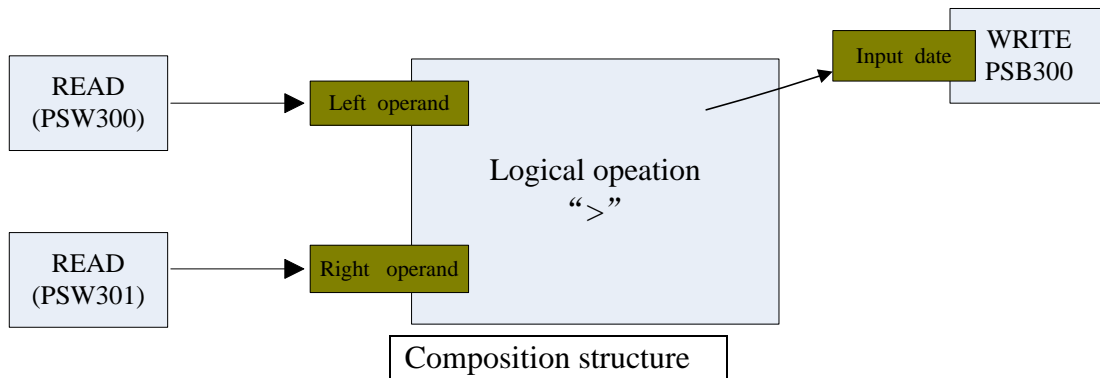 READ
(PSW300)
Left operand
Input date
WRITE
PSB300
Logical opeation
“>”
READ
(PSW301)
Right operand
Composition structure